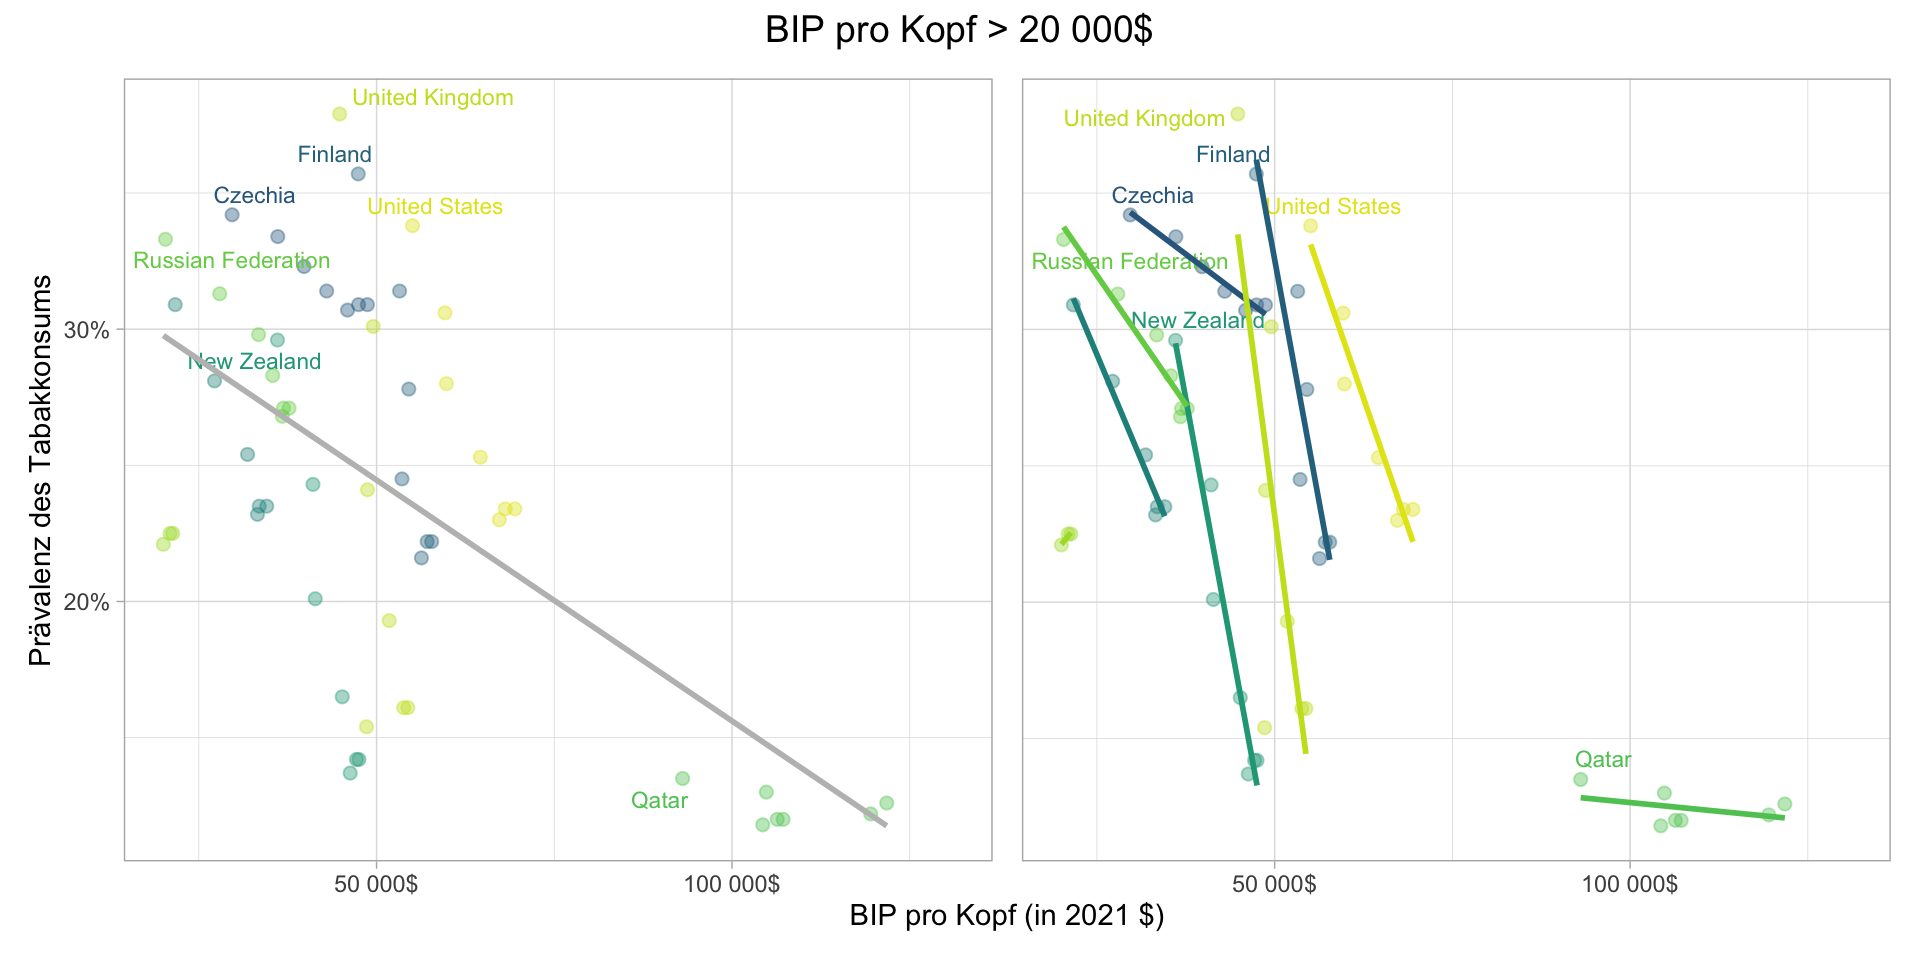 BIP pro Kopf > 20 000$
United Kingdom
Finland
Czechia
United States
Russian Federation
New Zealand
Qatar
United Kingdom
Finland
Czechia
United States
Russian Federation
New Zealand
Qatar
Prävalenz des Tabakkonsums
30%
20%
50 000$ 100 000$ 50 000$ 100 000$
BIP pro Kopf (in 2021 $)